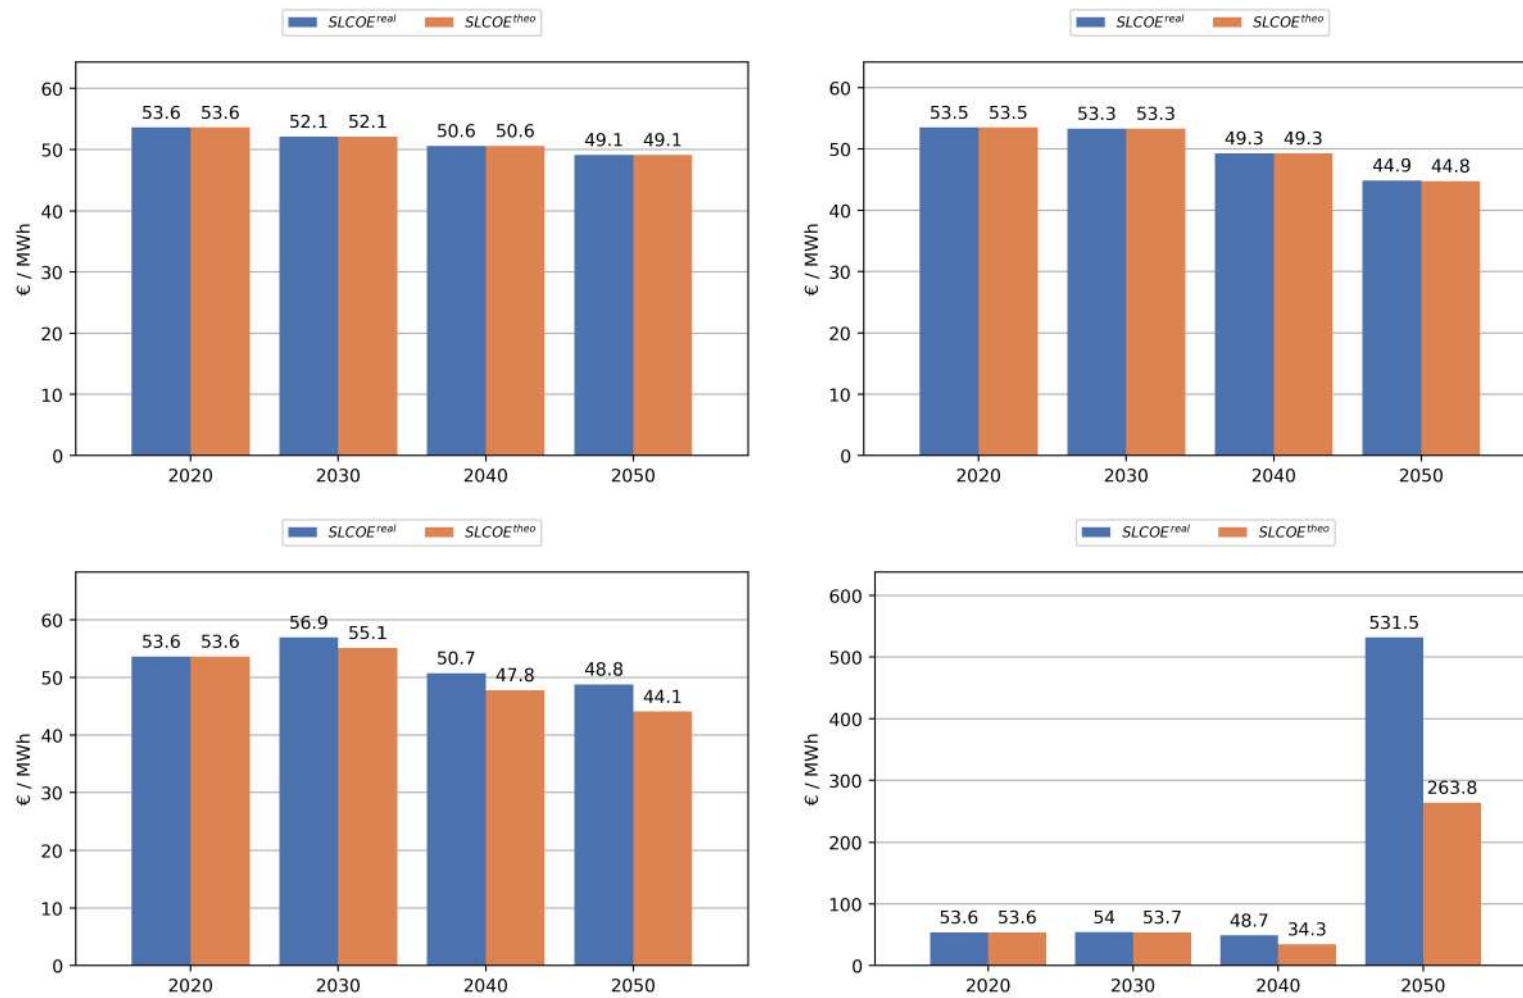 SLCOE^real SLCOE^theo
€ / MWh
60
50
40
30
20
10
0
53.6 53.6 52.1 52.1 50.6 50.6 49.1 49.1
2020 2030 2040 2050
SLCOE^real SLCOE^theo
€ / MWh
60
50
40
30
20
10
0
53.5 53.5 53.3 53.3 49.3 49.3 44.9 44.8
2020 2030 2040 2050
SLCOE^real SLCOE^theo
€ / MWh
60
50
40
30
20
10
0
53.6 53.6 56.9 55.1 50.7 47.8 48.8 44.1
2020 2030 2040 2050
SLCOE^real SLCOE^theo
€ / MWh
600
500
400
300
200
100
0
53.6 53.6 54 53.7 48.7 34.3 531.5 263.8
2020 2030 2040 2050